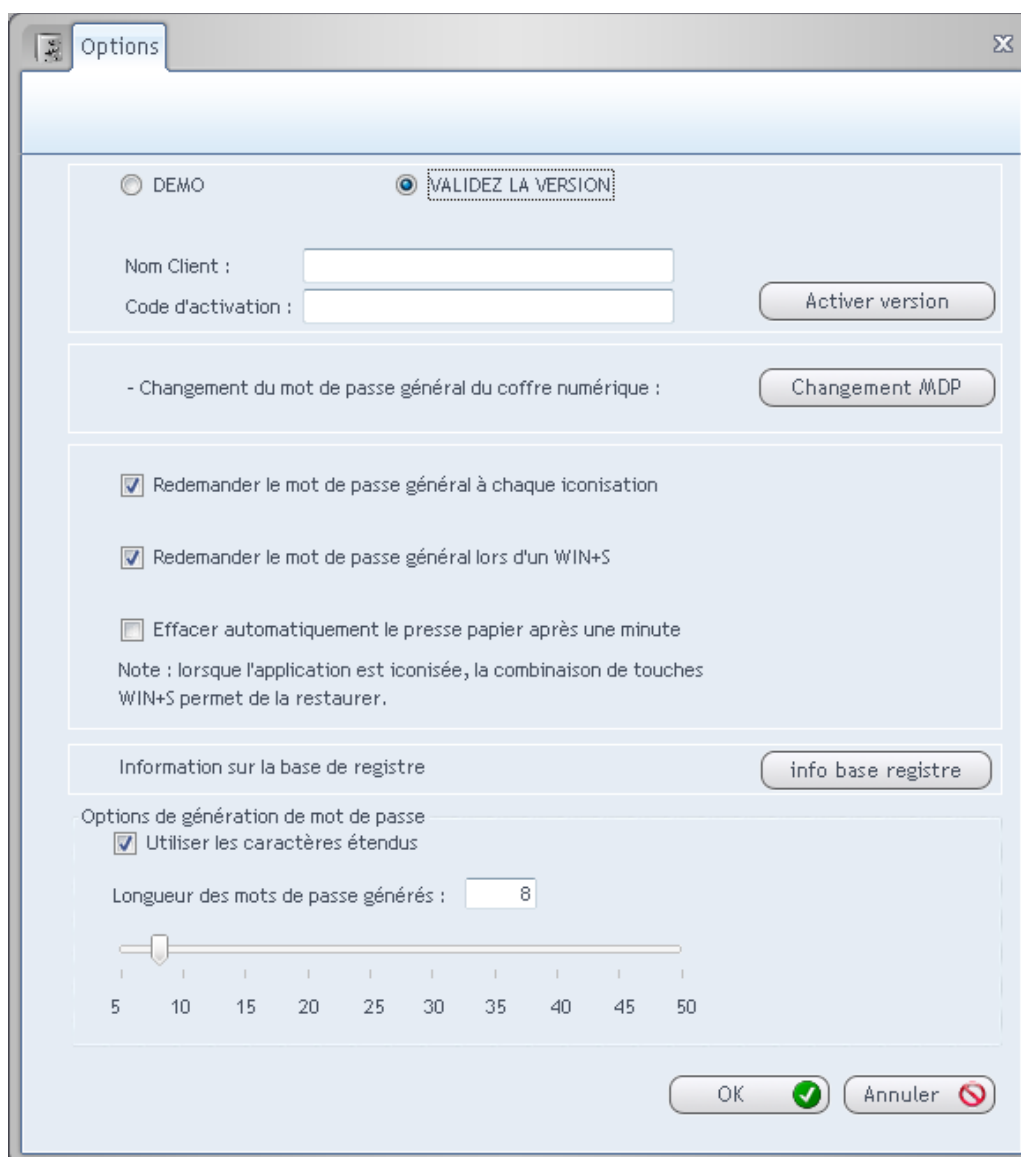 Options
DEMO
VALIDEZ LA VERSION
Nom Client :
Code d'activation :
Activer version
- Changement du mot de passe général du coffre numérique :
Changement MDP
Redemander le mot de passe général à chaque iconisation
Redemander le mot de passe général lors d'un WIN+S
Effacer automatiquement le presse papier après une minute
Note : lorsque l'application est iconisée, la combinaison de touches
WIN+S permet de la restaurer.
Information sur la base de registre
info base registre
Options de génération de mot de passe
Utiliser les caractères étendus
Longueur des mots de passe générés : 8
5 10 15 20 25 30 35 40 45 50
OK
Annuler